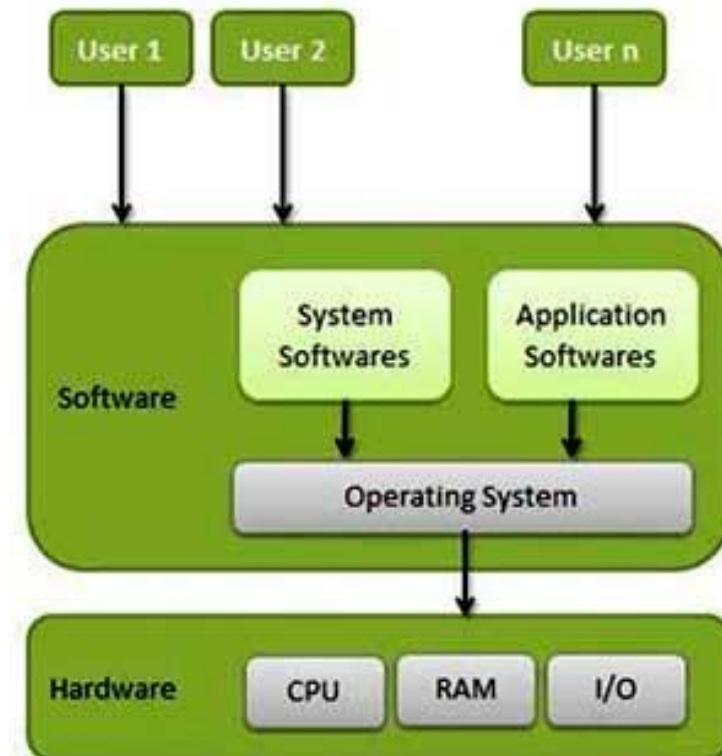 User 1
User 2
User n
System
Softwares
Application
Softwares
Software
Operating System
Hardware
CPU
RAM
I/O